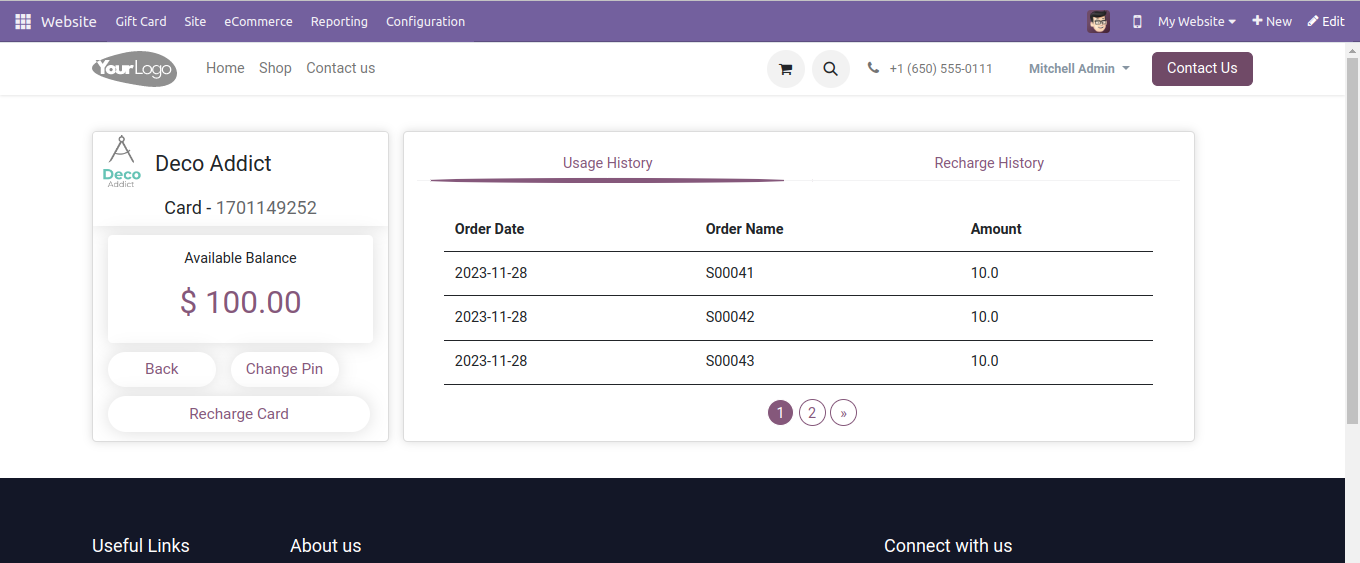 Website Gift Card Site eCommerce Reporting Configuration My Website New Edit
YourLogo Home Shop Contact us +1 (650) 555-0111 Mitchell Admin Contact Us
Deco Addict
Deco
Addict
Card - 1701149252
Available Balance
$ 100.00
Back Change Pin
Recharge Card
Usage History Recharge History
Order Date Order Name Amount
2023-11-28 S00041 10.0
2023-11-28 S00042 10.0
2023-11-28 S00043 10.0
1 2 »
Useful Links About us Connect with us